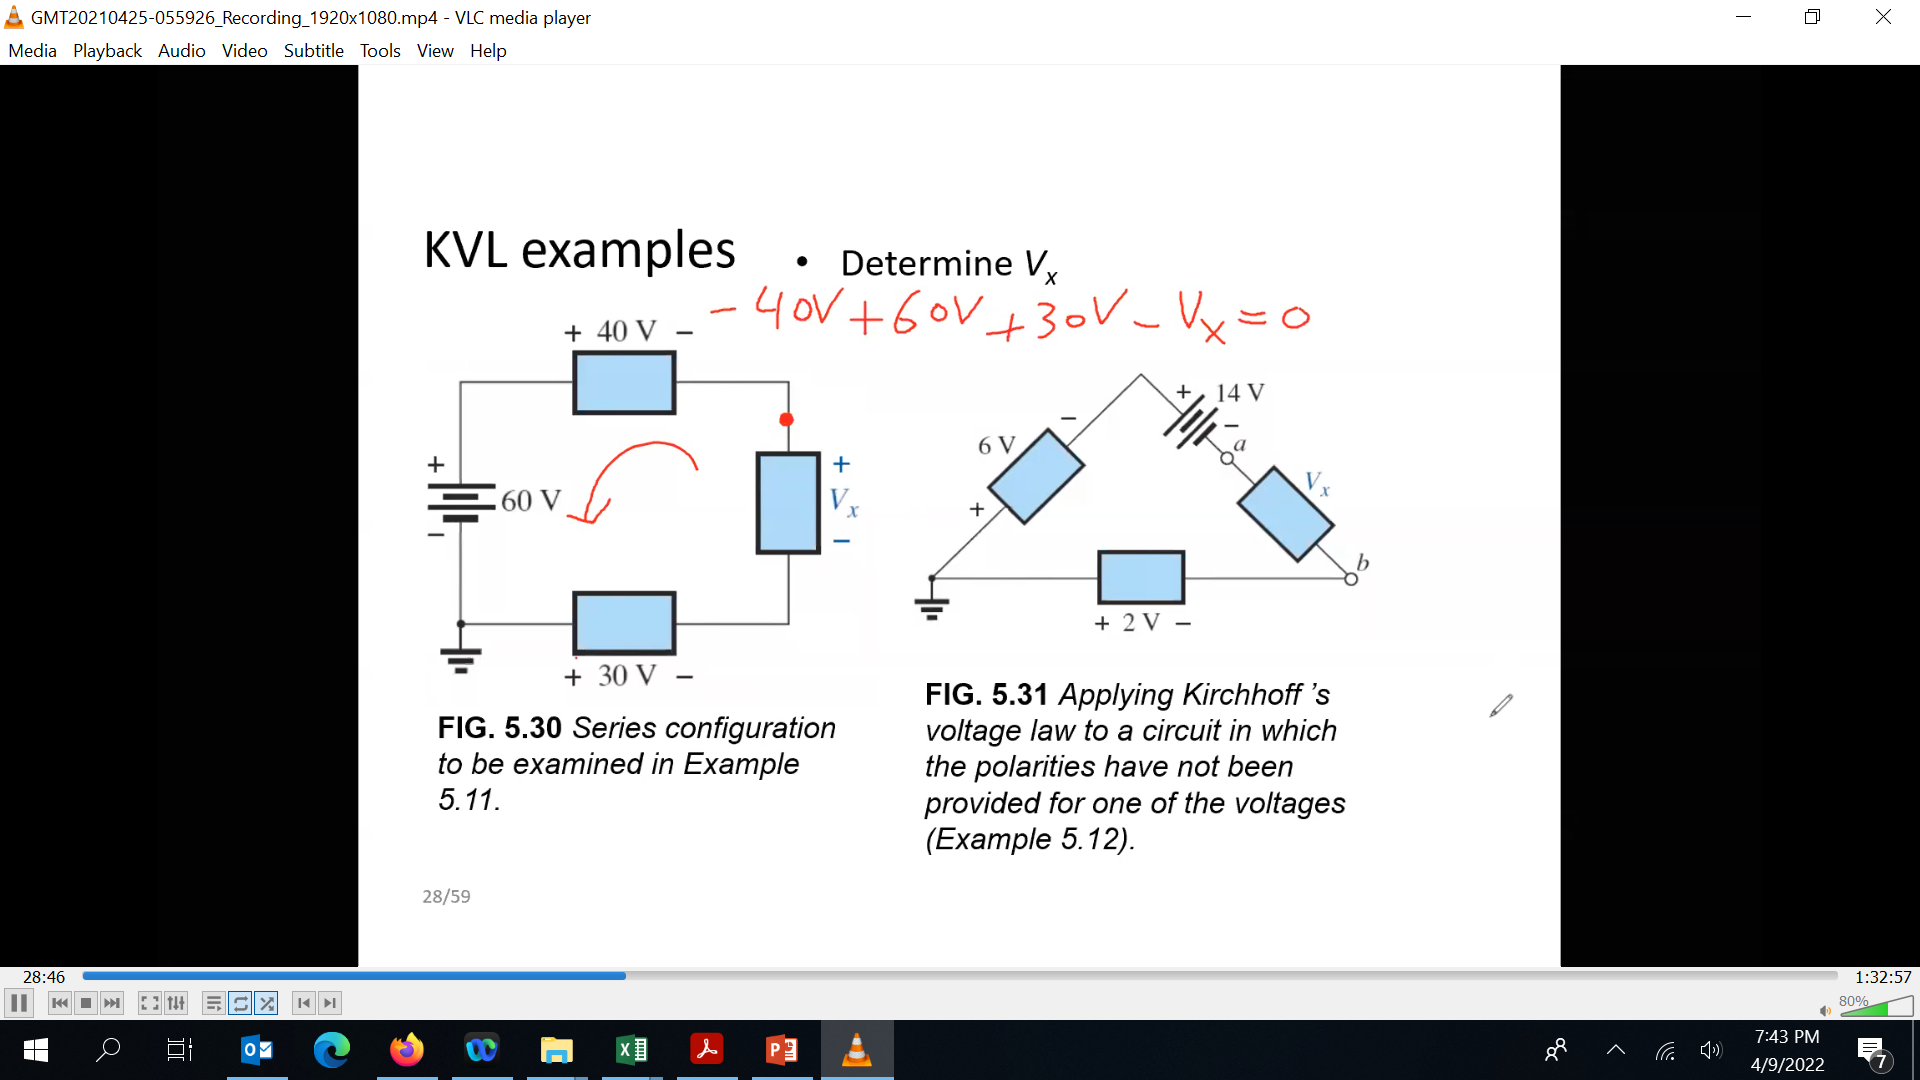 GMT20210425-055926_Recording_1920x1080.mp4 - VLC media player
Media Playback Audio Video Subtitle Tools View Help
KVL examples
• Determine Vx
- 40V + 60V + 30V - Vx = 0
+ 40 V −
+
60 V
−
+
Vx
−
+ 30 V −
6 V
−
+
+ 14 V
−
a
Vx
b
+ 2 V −
FIG. 5.30 Series configuration
to be examined in Example
5.11.
FIG. 5.31 Applying Kirchhoff 's
voltage law to a circuit in which
the polarities have not been
provided for one of the voltages
(Example 5.12).
28/59
28:46
1:32:57
80%
7:43 PM
4/9/2022
7